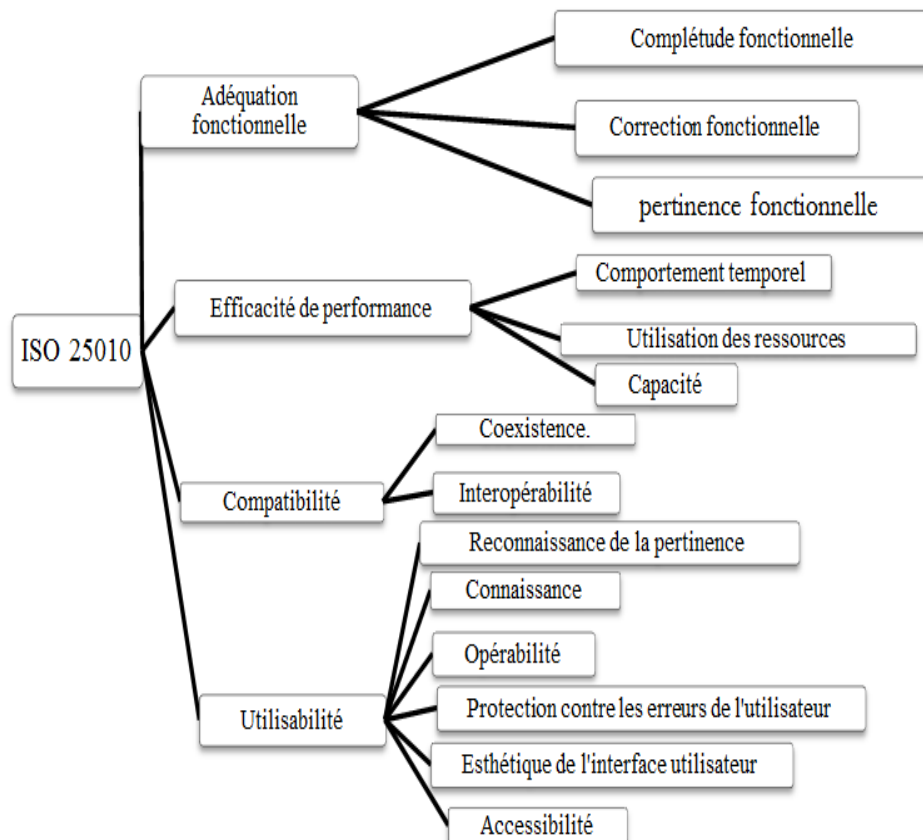 ISO 25010
Adéquation
fonctionnelle
Complétude fonctionnelle
Correction fonctionnelle
pertinence fonctionnelle
Efficacité de performance
Comportement temporel
Utilisation des ressources
Capacité
Compatibilité
Coexistence.
Interopérabilité
Utilisabilité
Reconnaissance de la pertinence
Connaissance
Opérabilité
Protection contre les erreurs de l'utilisateur
Esthétique de l'interface utilisateur
Accessibilité